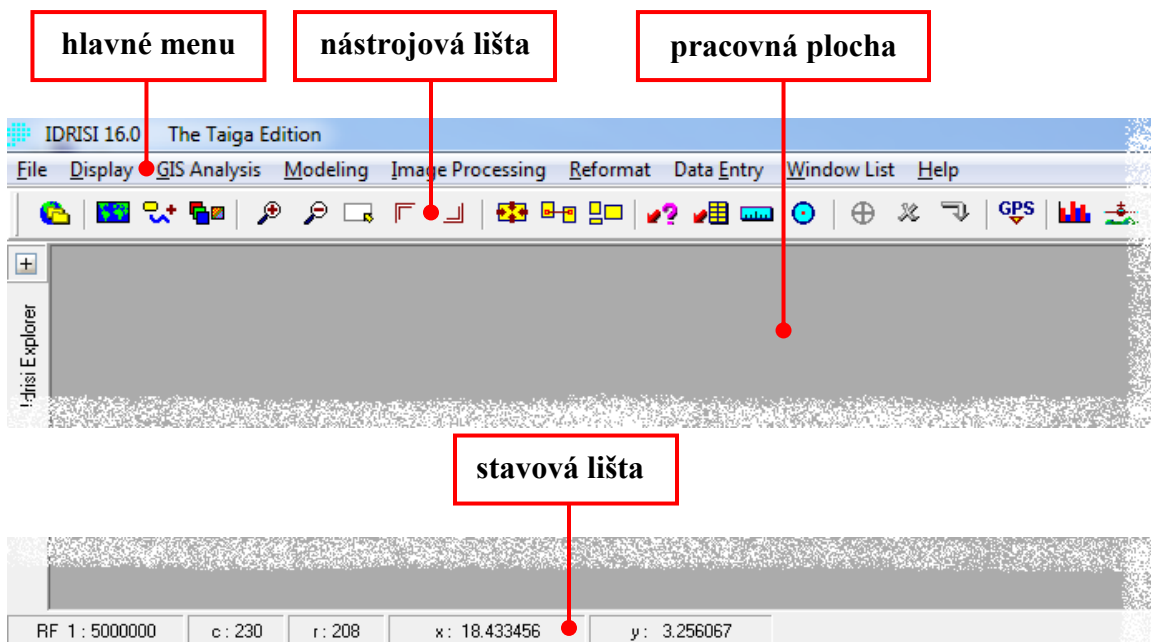 hlavné menu
nástrojová lišta
pracovná plocha
IDRISI 16.0 The Taiga Edition
File Display GIS Analysis Modeling Image Processing Reformat Data Entry Window List Help
GPS
Idrisi Explorer
stavová lišta
RF 1 : 5000000 c : 230 r : 208 x : 18.433456 y : 3.256067